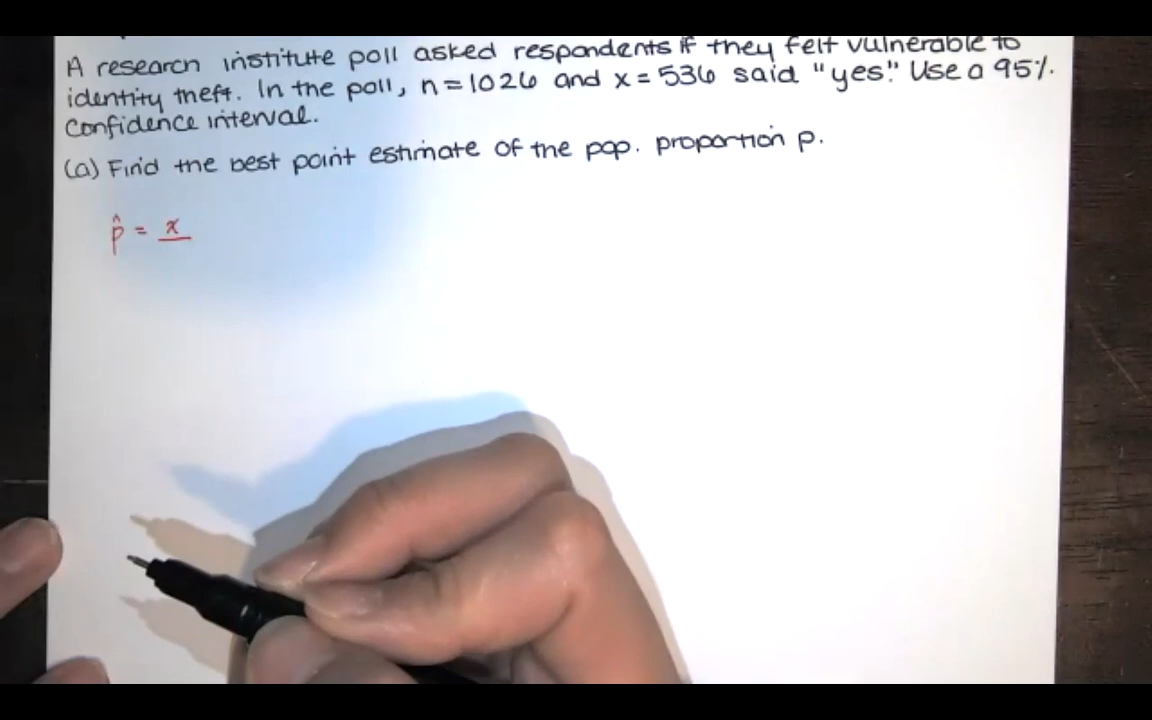 A research institute poll asked respondents if they felt vulnerable to
identity theft. In the poll, n=1026 and x=536 said "yes." Use a 95%
confidence interval.
(a) Find the best point estimate of the pop. proportion p.
p̂ = x